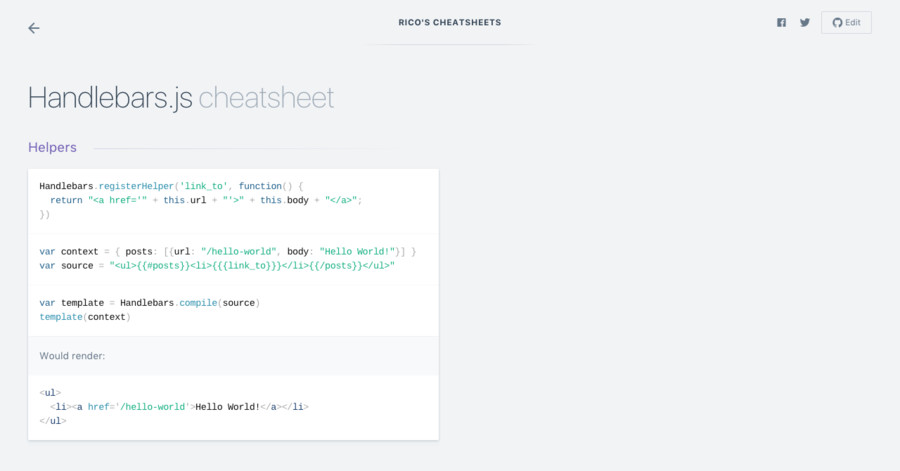 RICO'S CHEATSHEETS
Edit
Handlebars.js cheatsheet
Helpers
Handlebars.registerHelper('link_to', function() {
  return "<a href='" + this.url + "'>" + this.body + "</a>";
})
var context = { posts: [{url: "/hello-world", body: "Hello World!"}] }
var source = "<ul>{{#posts}}<li>{{{link_to}}}</li>{{/posts}}</ul>"
var template = Handlebars.compile(source)
template(context)
Would render:
<ul>
  <li><a href='/hello-world'>Hello World!</a></li>
</ul>